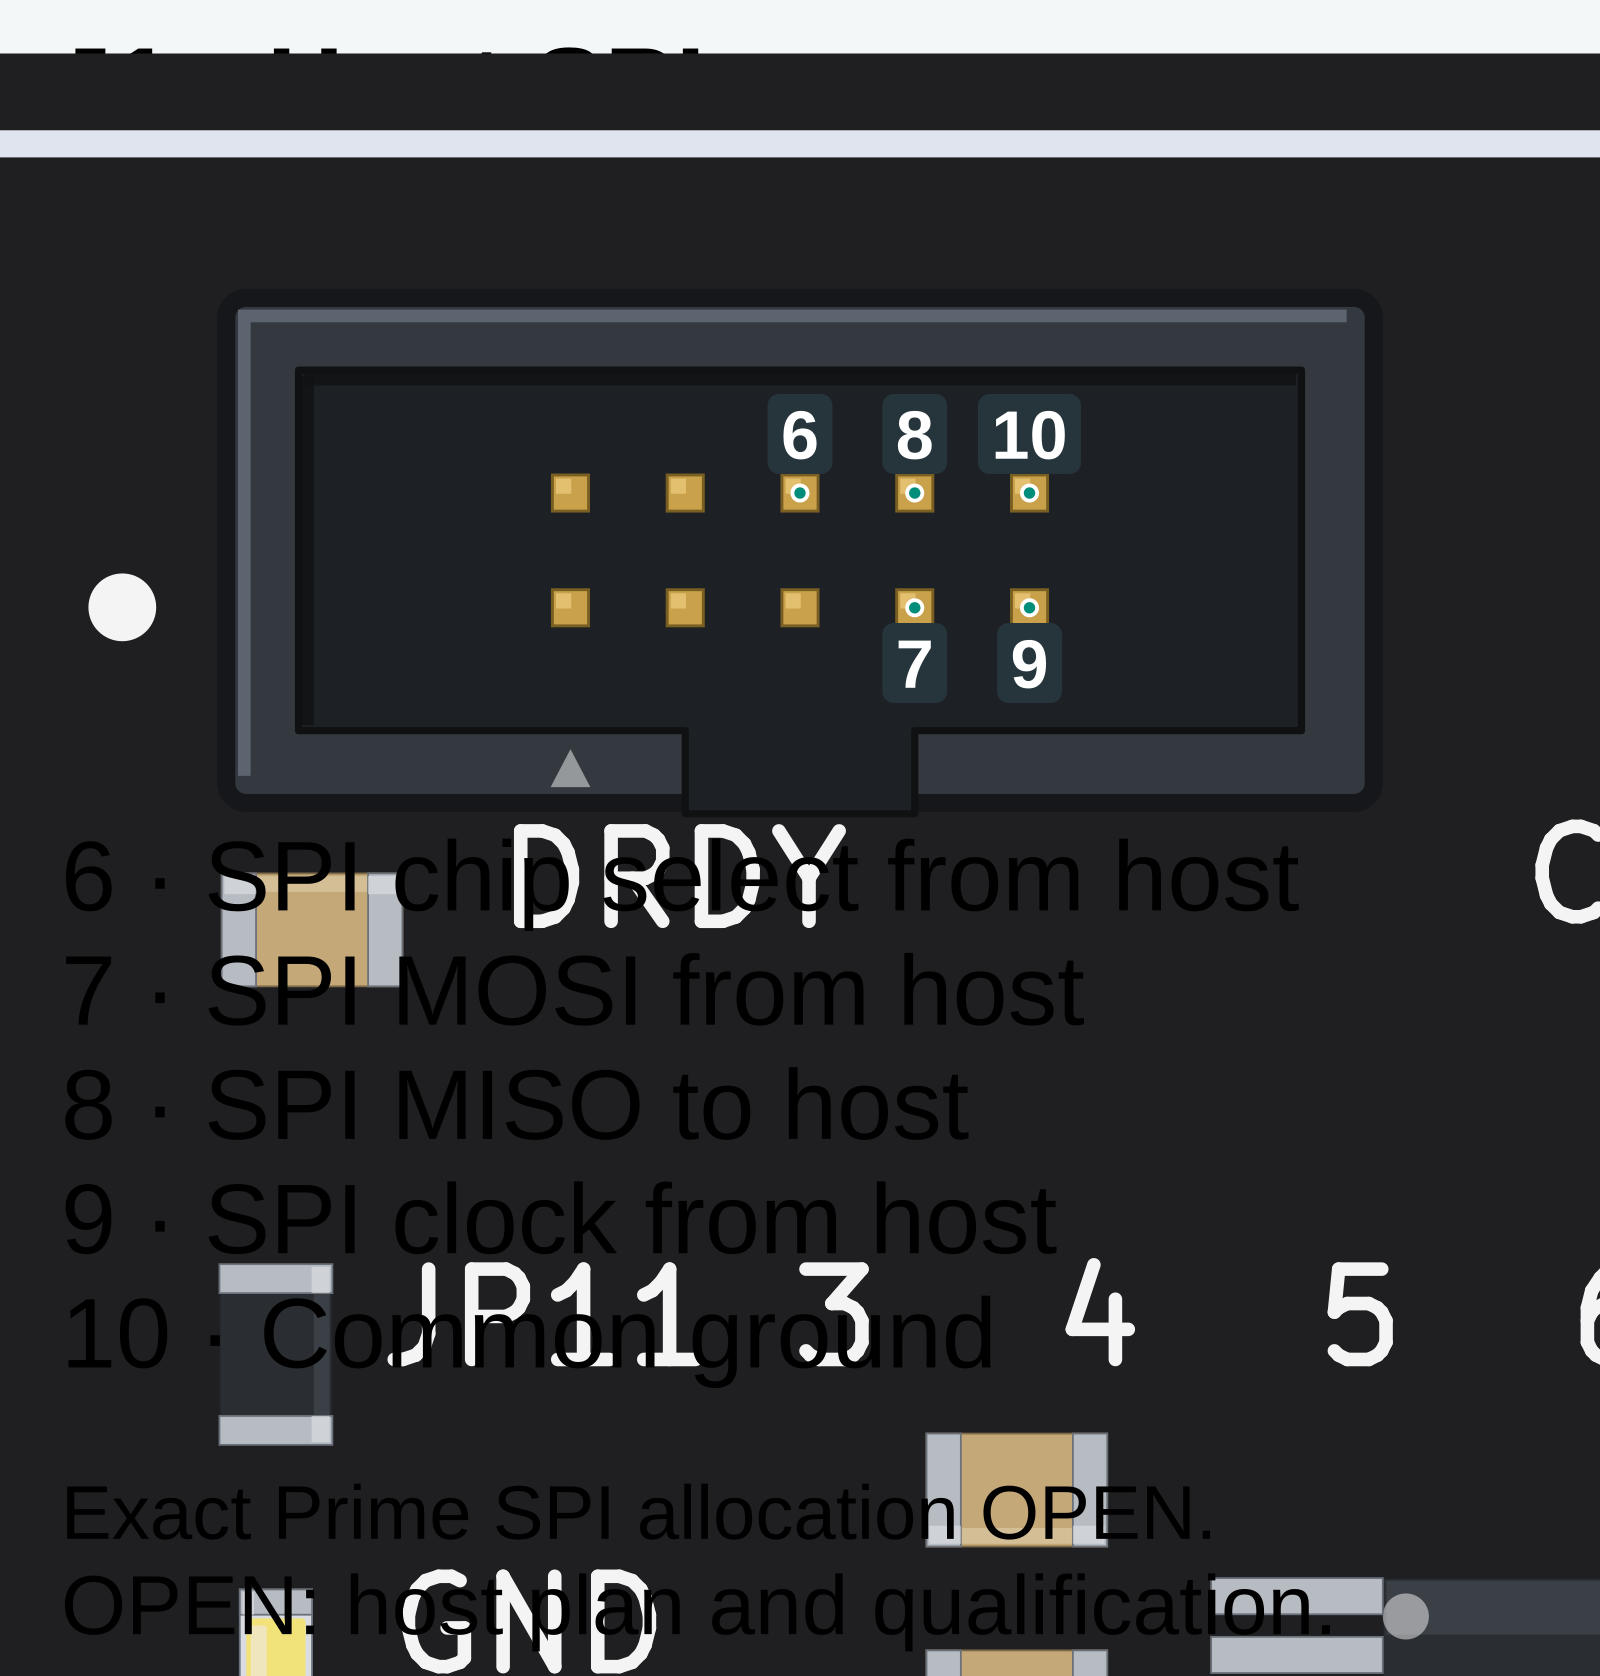 6 8 10
7 9
DRDY
6 · SPI chip select from host
7 · SPI MOSI from host
8 · SPI MISO to host
9 · SPI clock from host
JP11 3 4 5 6
10 · Common ground
Exact Prime SPI allocation OPEN.
GND
OPEN: host plan and qualification.